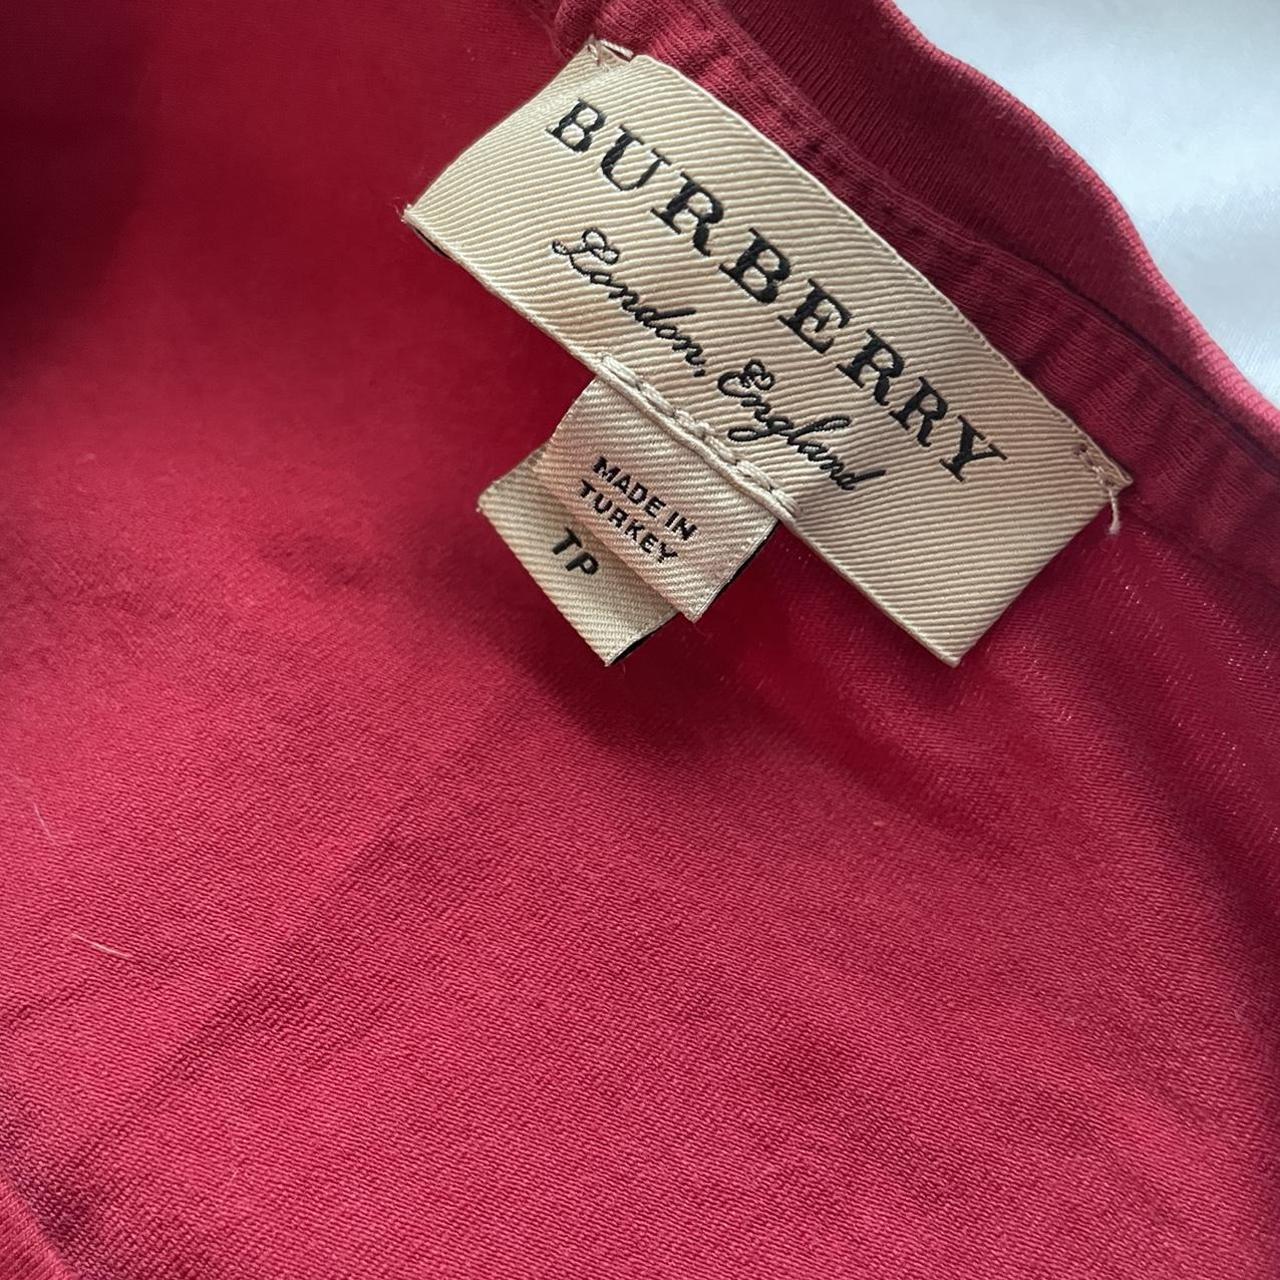 BURBERRY
London, England
MADE IN
TURKEY
TP